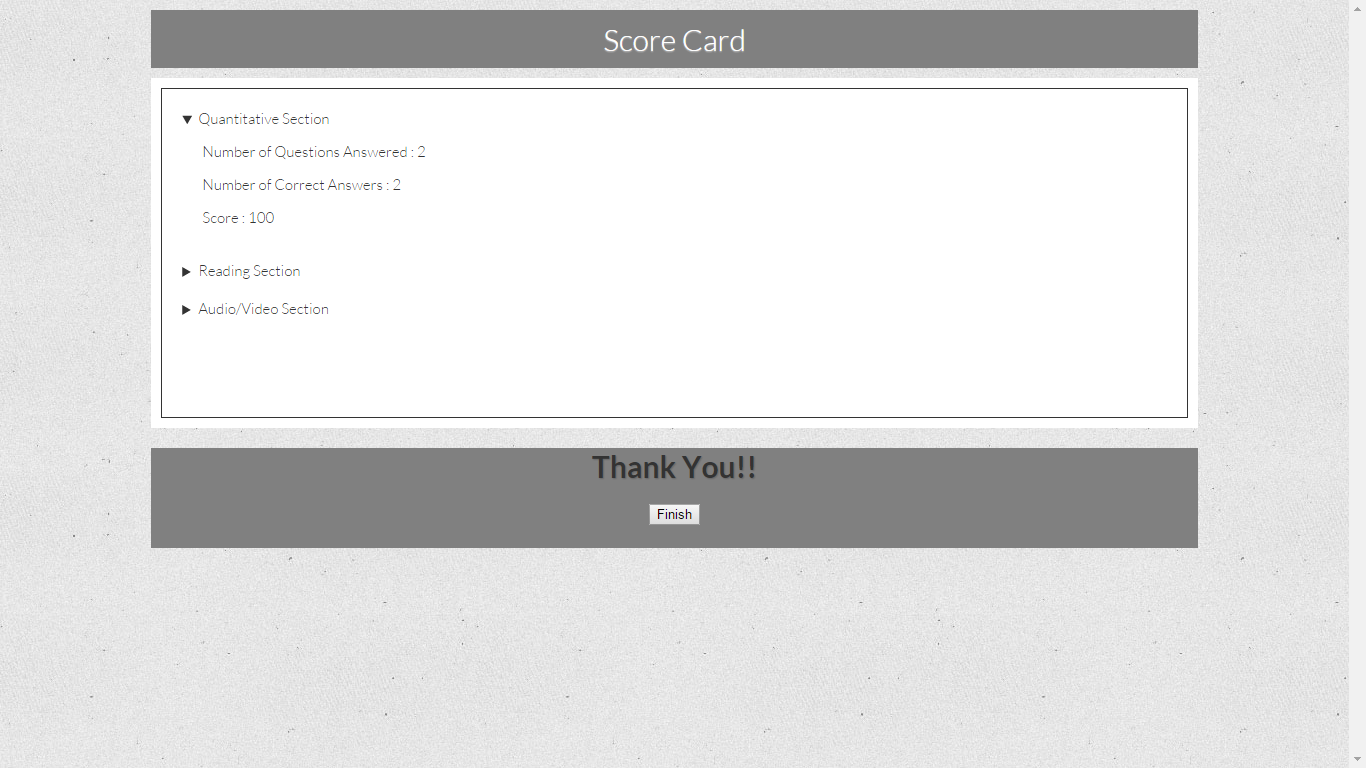 Score Card
Quantitative Section
Number of Questions Answered : 2
Number of Correct Answers : 2
Score : 100
Reading Section
Audio/Video Section
Thank You!!
Finish